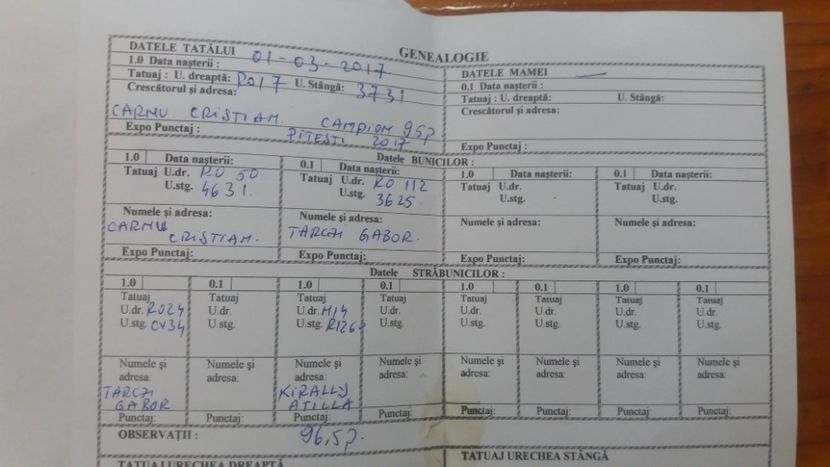 GENEALOGIE
DATELE TATĂLUI
1.0 Data nașterii : 01-03-2017
Tatuaj : U. dreaptă: RO17 U. Stângă: 3731
Crescătorul și adresa:
CARNU CRISTIAM. CAMPIOM 95p
Expo Punctaj : PITESTI 2017
DATELE MAMEI
0.1 Data nașterii :
Tatuaj : U. dreaptă: U. Stângă:
Crescătorul și adresa:
Expo Punctaj :
Datele BUNICILOR :
1.0 Data nașterii:
Tatuaj U.dr. RO 50
U.stg. 4631.
Numele și adresa:
CARNU
CRISTIAM.
Expo Punctaj:
0.1 Data nașterii:
Tatuaj U.dr. RO 112
U.stg. 3625
Numele și adresa:
TARCZI GABOR.
Expo Punctaj:
1.0 Data nașterii:
Tatuaj U.dr.
U.stg.
Numele și adresa:
Expo Punctaj:
0.1 Data nașterii:
Tatuaj U.dr.
U.stg.
Numele și adresa:
Expo Punctaj:
Datele STRĂBUNICILOR :
1.0 0.1 1.0 0.1 1.0 0.1 1.0 0.1
Tatuaj Tatuaj Tatuaj Tatuaj Tatuaj Tatuaj Tatuaj Tatuaj
U.dr. RO24 U.dr. U.dr. H14 U.dr. U.dr. U.dr. U.dr. U.dr.
U.stg. CV34 U.stg. U.stg. U.stg. U.stg. U.stg. U.stg. U.stg.
Numele și Numele și Numele și Numele și Numele și Numele și Numele și Numele și
adresa: adresa: adresa: adresa: adresa: adresa: adresa: adresa:
TARCZI KIRALLY
GABOR ATILLA
Punctaj: Punctaj: Punctaj: Punctaj: Punctaj: Punctaj: Punctaj: Punctaj:
OBSERVAȚII : 96,5p.
TATUAJ URECHEA DREAPTĂ TATUAJ URECHEA STÂNGĂ